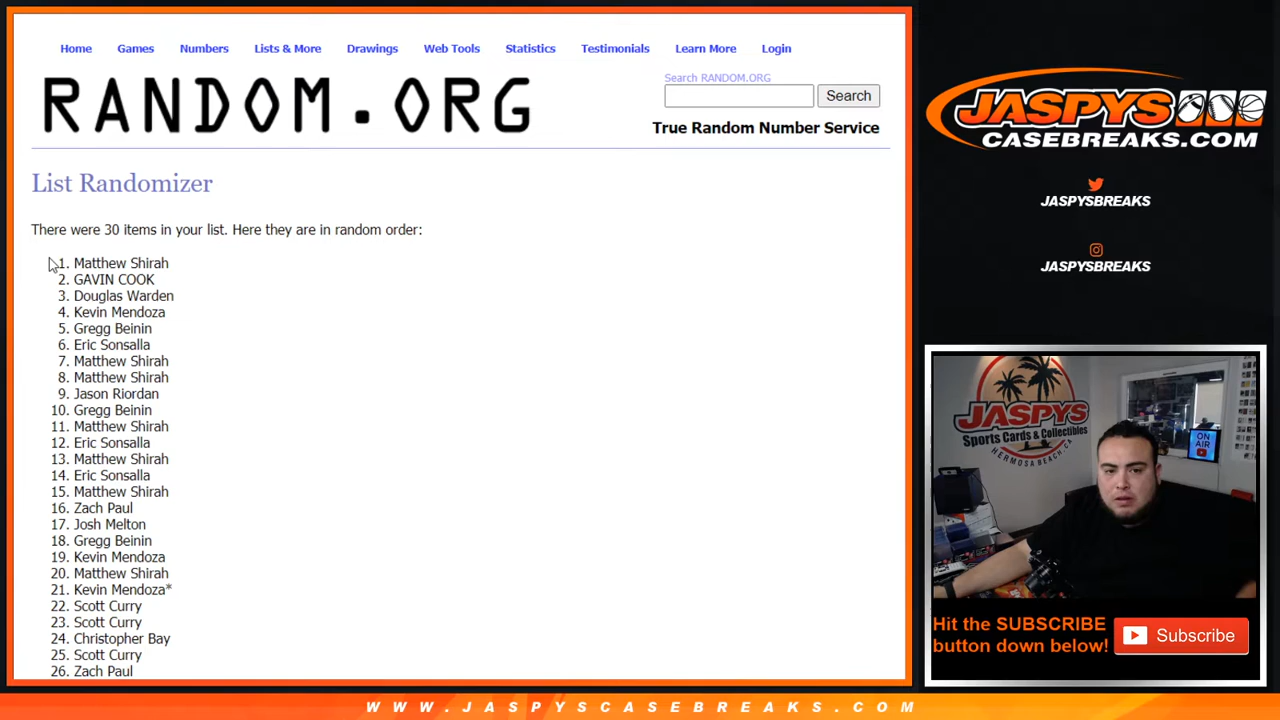 Home Games Numbers Lists & More Drawings Web Tools Statistics Testimonials Learn More Login
RANDOM.ORG
Search RANDOM.ORG
Search
True Random Number Service
List Randomizer
There were 30 items in your list. Here they are in random order:
1. Matthew Shirah
2. GAVIN COOK
3. Douglas Warden
4. Kevin Mendoza
5. Gregg Beinin
6. Eric Sonsalla
7. Matthew Shirah
8. Matthew Shirah
9. Jason Riordan
10. Gregg Beinin
11. Matthew Shirah
12. Eric Sonsalla
13. Matthew Shirah
14. Eric Sonsalla
15. Matthew Shirah
16. Zach Paul
17. Josh Melton
18. Gregg Beinin
19. Kevin Mendoza
20. Matthew Shirah
21. Kevin Mendoza*
22. Scott Curry
23. Scott Curry
24. Christopher Bay
25. Scott Curry
26. Zach Paul
JASPYS
CASEBREAKS.COM
JASPYSBREAKS
JASPYSBREAKS
JASPYS
Sports Cards & Collectibles
HERMOSA BEACH, CA
ON
AIR
Hit the SUBSCRIBE
button down below!
Subscribe
WWW.JASPYSCASEBREAKS.COM